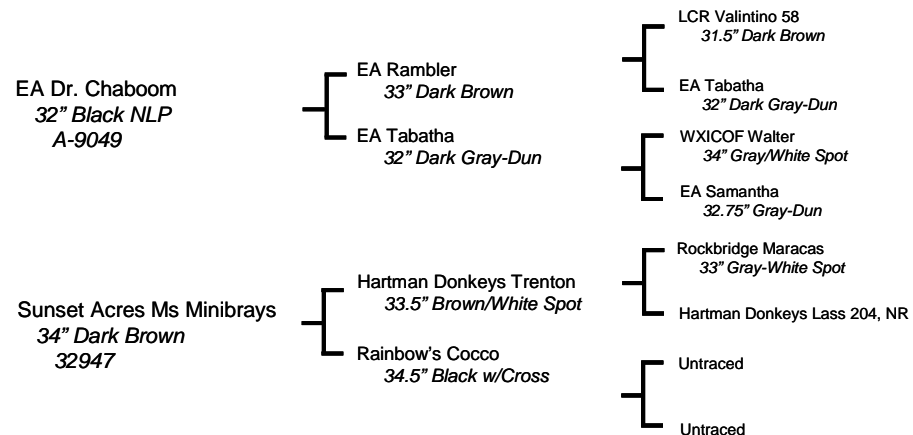 EA Dr. Chaboom
32” Black NLP
A-9049
EA Rambler
33” Dark Brown
EA Tabatha
32” Dark Gray-Dun
LCR Valintino 58
31.5” Dark Brown
EA Tabatha
32” Dark Gray-Dun
WXICOF Walter
34” Gray/White Spot
EA Samantha
32.75” Gray-Dun
Sunset Acres Ms Minibrays
34” Dark Brown
32947
Hartman Donkeys Trenton
33.5” Brown/White Spot
Rainbow’s Cocco
34.5” Black w/Cross
Rockbridge Maracas
33” Gray-White Spot
Hartman Donkeys Lass 204, NR
Untraced
Untraced